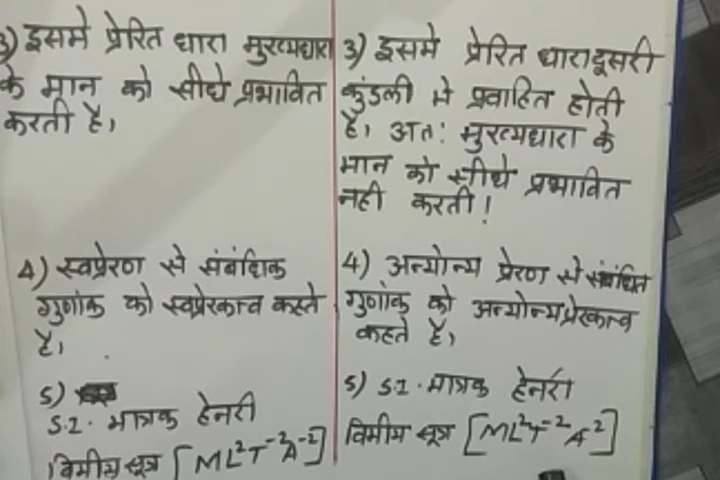 3) इसमे प्रेरित धारा मुख्यधारा
के मान को सीधे प्रभावित
करती है,
4) स्वप्रेरण से संबंधिक
गुणांक को स्वप्रेरकत्व कहते
है,
5)
S.I. मात्रक हेनरी
विमीय सूत्र [ML²T⁻²A⁻²]
3) इसमे प्रेरित धारा दूसरी
कुंडली मे प्रवाहित होती
है, अत: मुख्यधारा के
मान को सीधे प्रभावित
नही करती!
4) अन्योन्य प्रेरण से संबंधित
गुणांक को अन्योन्यप्रेरकत्व
कहते है,
5) S.I. मात्रक हेनरी
विमीय सूत्र [ML²T⁻²A²]